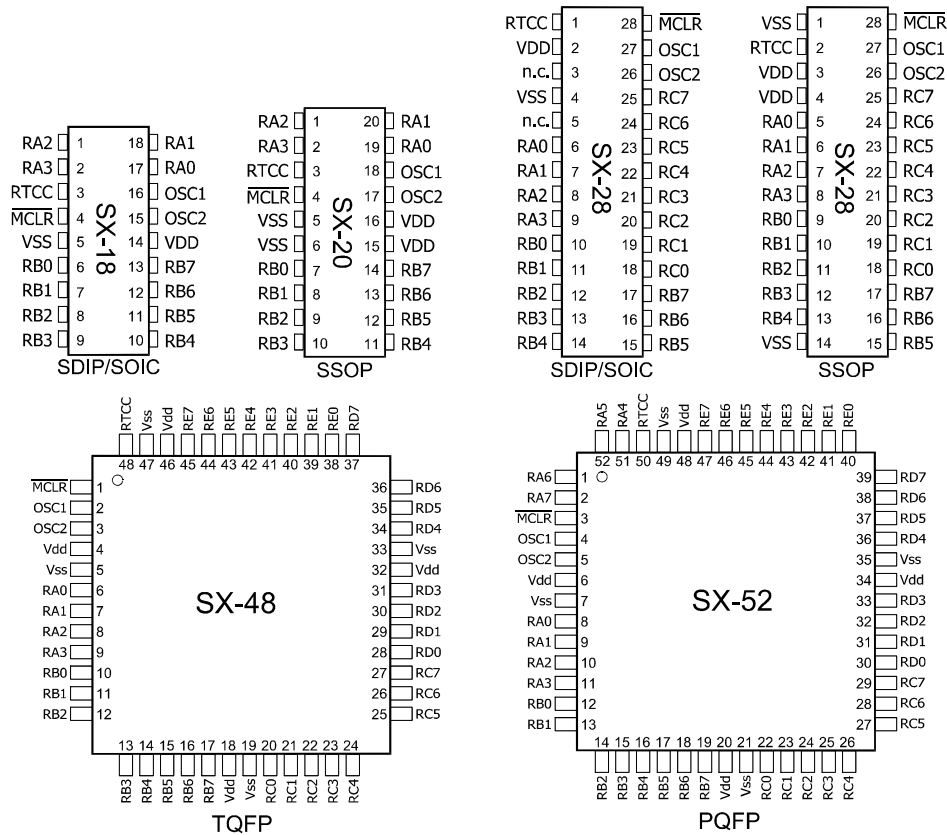 RTCC 1 28 MCLR
VDD 2 27 OSC1
n.c. 3 26 OSC2
VSS 4 25 RC7
n.c. 5 24 RC6
RA0 6 23 RC5
RA1 7 22 RC4
RA2 8 21 RC3
RA3 9 20 RC2
RB0 10 19 RC1
RB1 11 18 RC0
RB2 12 17 RB7
RB3 13 16 RB6
RB4 14 15 RB5
SX-28
SDIP/SOIC
VSS 1 28 MCLR
RTCC 2 27 OSC1
VDD 3 26 OSC2
VDD 4 25 RC7
RA0 5 24 RC6
RA1 6 23 RC5
RA2 7 22 RC4
RA3 8 21 RC3
RB0 9 20 RC2
RB1 10 19 RC1
RB2 11 18 RC0
RB3 12 17 RB7
RB4 13 16 RB6
VSS 14 15 RB5
SX-28
SSOP
RA2 1 18 RA1
RA3 2 17 RA0
RTCC 3 16 OSC1
MCLR 4 15 OSC2
VSS 5 14 VDD
RB0 6 13 RB7
RB1 7 12 RB6
RB2 8 11 RB5
RB3 9 10 RB4
SX-18
SDIP/SOIC
RA2 1 20 RA1
RA3 2 19 RA0
RTCC 3 18 OSC1
MCLR 4 17 OSC2
VSS 5 16 VDD
VSS 6 15 VDD
RB0 7 14 RB7
RB1 8 13 RB6
RB2 9 12 RB5
RB3 10 11 RB4
SX-20
SSOP
RTCC Vss Vdd RE7 RE6 RE5 RE4 RE3 RE2 RE1 RE0 RD7
48 47 46 45 44 43 42 41 40 39 38 37
MCLR 1 36 RD6
OSC1 2 35 RD5
OSC2 3 34 RD4
Vdd 4 33 Vss
Vss 5 32 Vdd
RA0 6 31 RD3
RA1 7 30 RD2
RA2 8 29 RD1
RA3 9 28 RD0
RB0 10 27 RC7
RB1 11 26 RC6
RB2 12 25 RC5
SX-48
13 14 15 16 17 18 19 20 21 22 23 24
RB3 RB4 RB5 RB6 RB7 Vdd Vss RC0 RC1 RC2 RC3 RC4
TQFP
RA5 RA4 RTCC Vss Vdd RE7 RE6 RE5 RE4 RE3 RE2 RE1 RE0
52 51 50 49 48 47 46 45 44 43 42 41 40
RA6 1 39 RD7
RA7 2 38 RD6
MCLR 3 37 RD5
OSC1 4 36 RD4
OSC2 5 35 Vss
Vdd 6 34 Vdd
Vss 7 33 RD3
RA0 8 32 RD2
RA1 9 31 RD1
RA2 10 30 RD0
RA3 11 29 RC7
RB0 12 28 RC6
RB1 13 27 RC5
SX-52
14 15 16 17 18 19 20 21 22 23 24 25 26
RB2 RB3 RB4 RB5 RB6 RB7 Vdd Vss RC0 RC1 RC2 RC3 RC4
PQFP